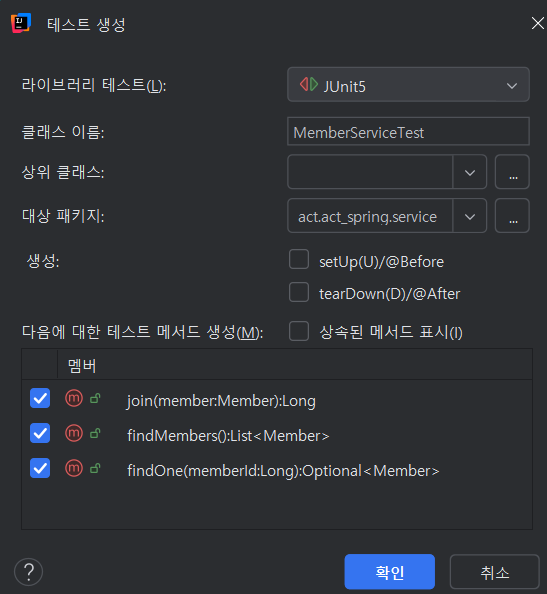 테스트 생성
라이브러리 테스트(L): JUnit5
클래스 이름: MemberServiceTest
상위 클래스: ...
대상 패키지: act.act_spring.service ...
생성: setUp(U)/@Before
tearDown(D)/@After
다음에 대한 테스트 메서드 생성(M): 상속된 메서드 표시(I)
멤버
m join(member:Member):Long
m findMembers():List<Member>
m findOne(memberId:Long):Optional<Member>
? 확인 취소